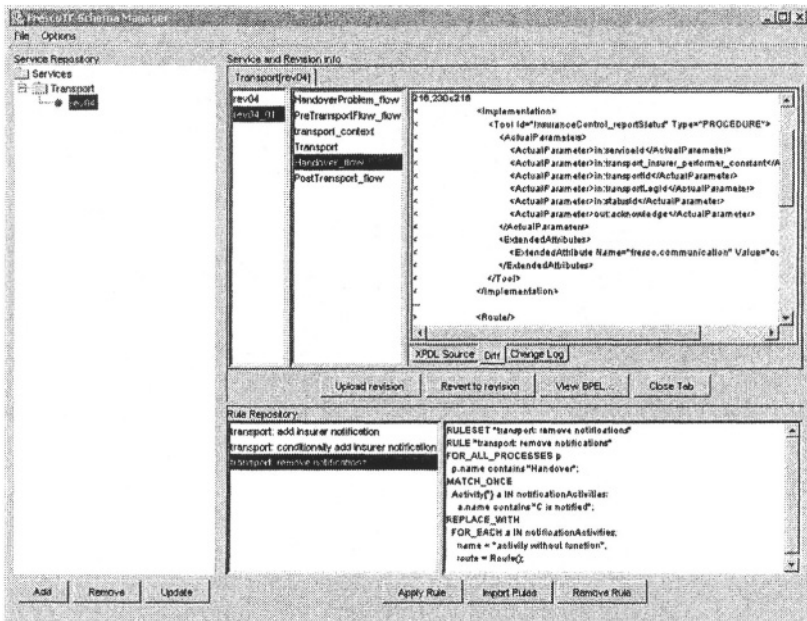 FrescoTF Schema Manager
File Options
Service Repository
Services
Transport
rev04
Service and Revision info
Transport[rev04]
rev04
rev04_01
HandoverProblem_flow
PreTransportFlow_flow
transport_context
Transport
Handover_flow
PostTransport_flow
216,230c216
< <Implementation>
< <Tool Id="InsuranceControl_reportStatus" Type="PROCEDURE">
< <ActualParameters>
< <ActualParameter>in:serviceId</ActualParameter>
< <ActualParameter>in:transport_insurer_performer_constant</A
< <ActualParameter>in:transportId</ActualParameter>
< <ActualParameter>in:transportLegId</ActualParameter>
< <ActualParameter>in:statusId</ActualParameter>
< <ActualParameter>out:acknowledge</ActualParameter>
< </ActualParameters>
< <ExtendedAttributes>
< <ExtendedAttribute Name="fresco.communication" Value="ou
< </ExtendedAttributes>
< </Tool>
< </Implementation>
---
> <Route/>
XPDL Source Diff Change Log
Upload revision Revert to revision View BPEL... Close Tab
Rule Repository
transport: add insurer notification
transport: conditionally add insurer notification
transport: remove notifications
RULESET "transport: remove notifications"
RULE "transport: remove notifications"
FOR_ALL_PROCESSES p
p.name contains "Handover";
MATCH_ONCE
Activity(*) a IN notificationActivities:
a.name contains "C is notified";
REPLACE_WITH
FOR_EACH a IN notificationActivities;
name = "activity without function";
route = Route();
Add Remove Update
Apply Rule Import Rules Remove Rule